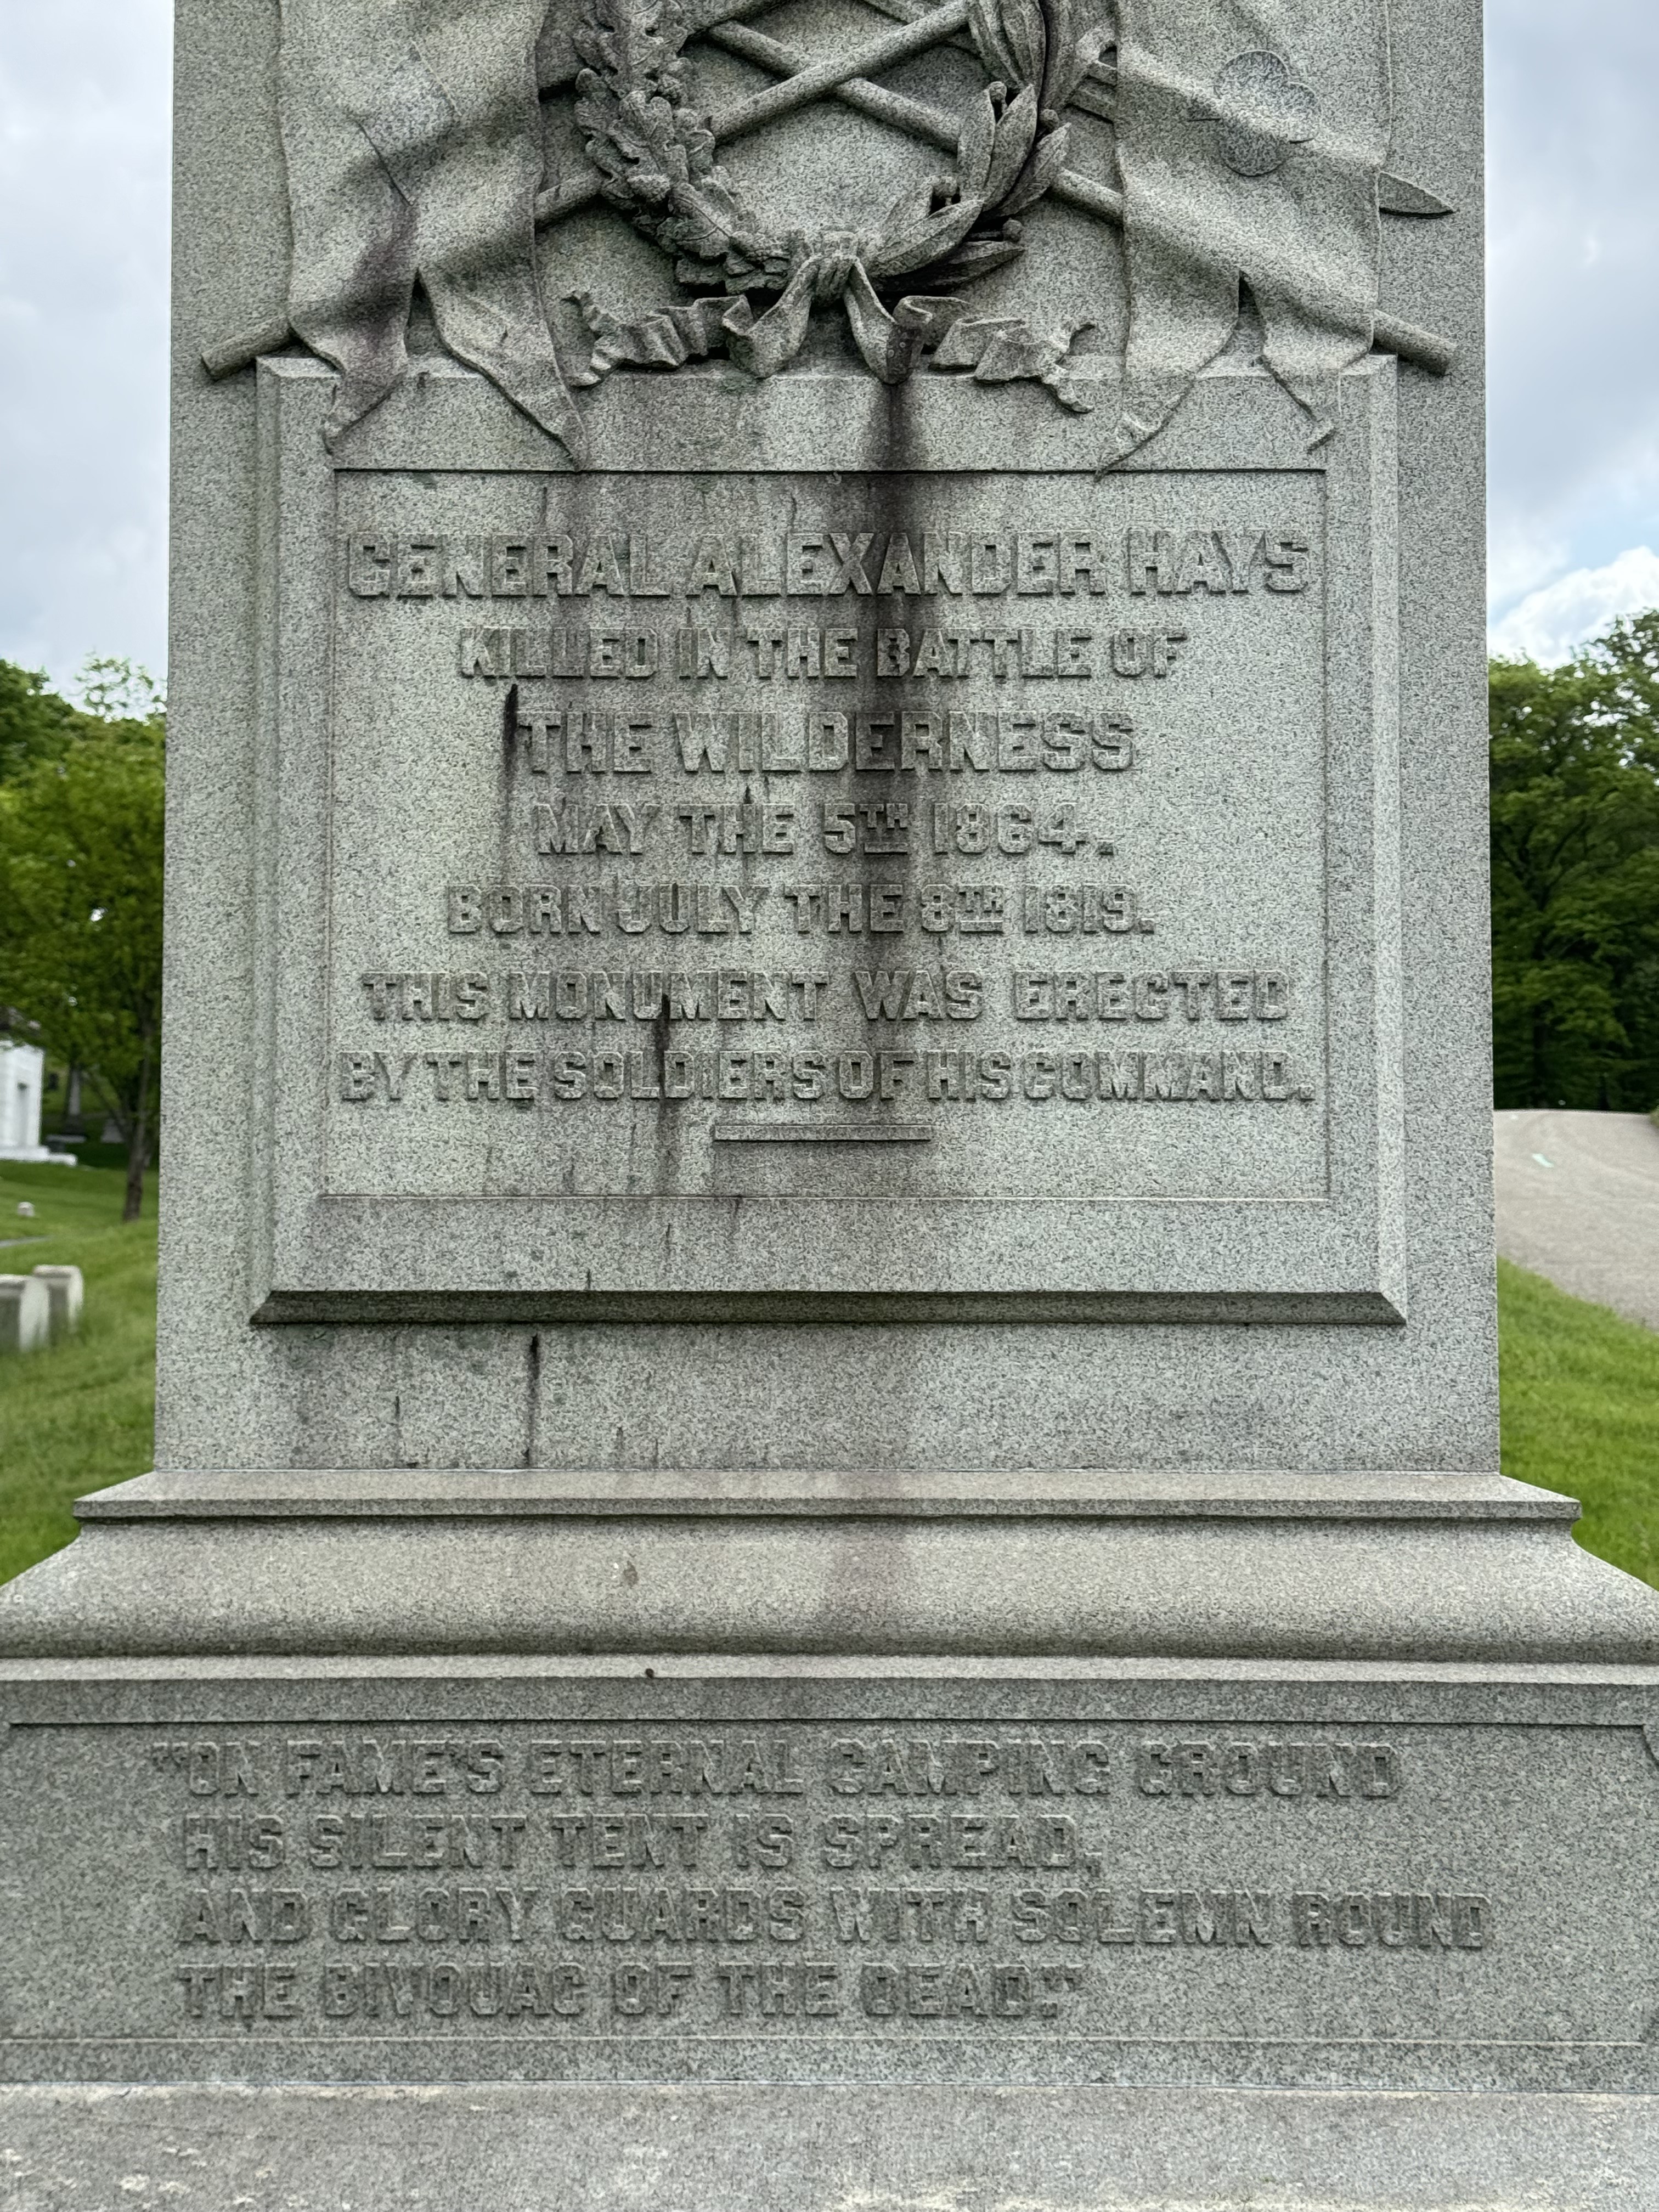 GENERAL ALEXANDER HAYS
KILLED IN THE BATTLE OF
THE WILDERNESS
MAY THE 5TH 1864.
BORN JULY THE 8TH 1819.
THIS MONUMENT WAS ERECTED
BY THE SOLDIERS OF HIS COMMAND.
"ON FAME'S ETERNAL CAMPING GROUND
HIS SILENT TENT IS SPREAD,
AND GLORY GUARDS WITH SOLEMN ROUND
THE BIVOUAC OF THE DEAD."